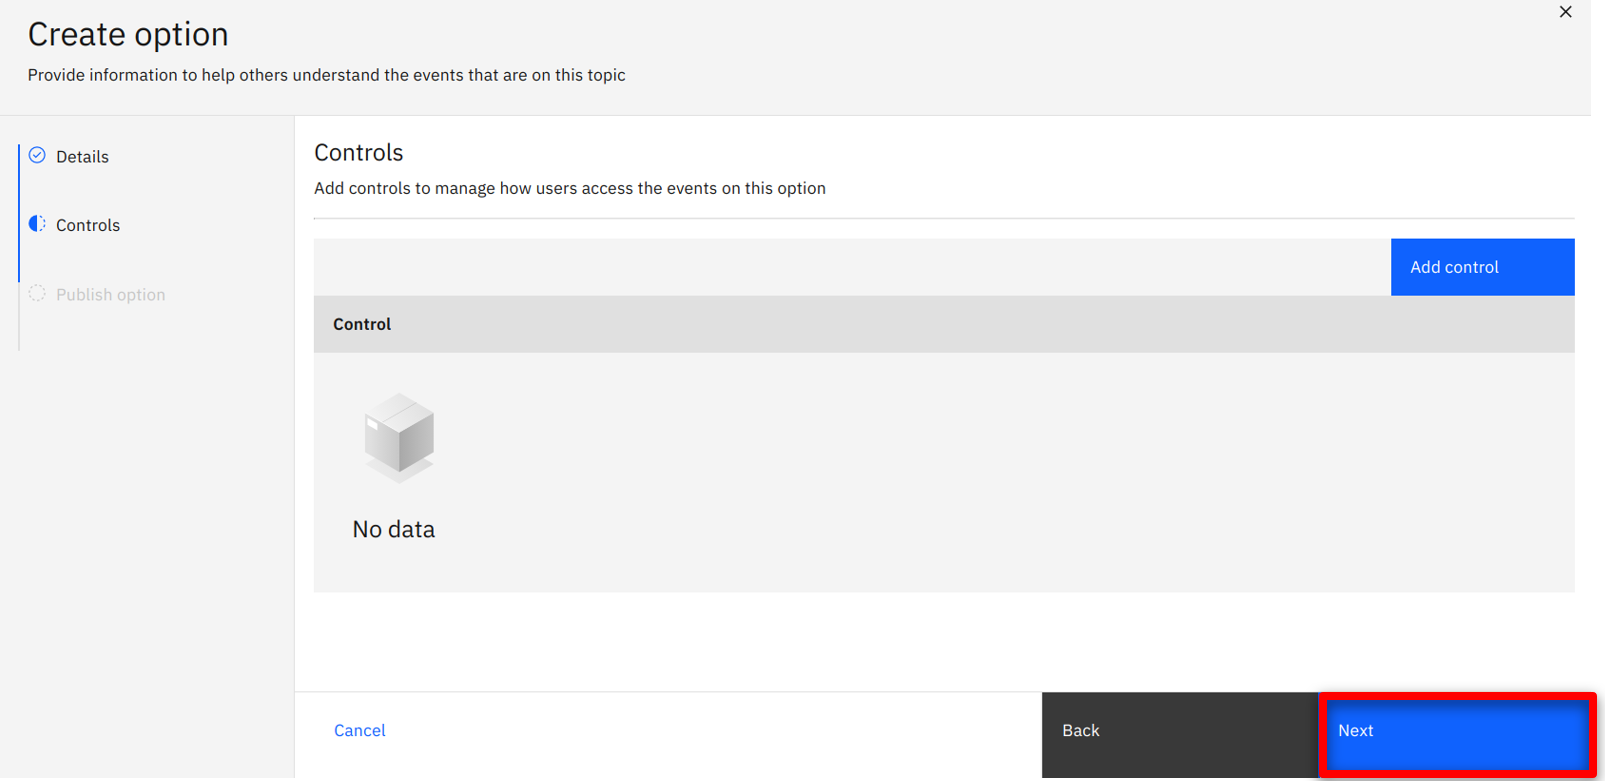 Create option
Provide information to help others understand the events that are on this topic
Details
Controls
Publish option
Controls
Add controls to manage how users access the events on this option
Add control
Control
No data
Cancel
Back
Next